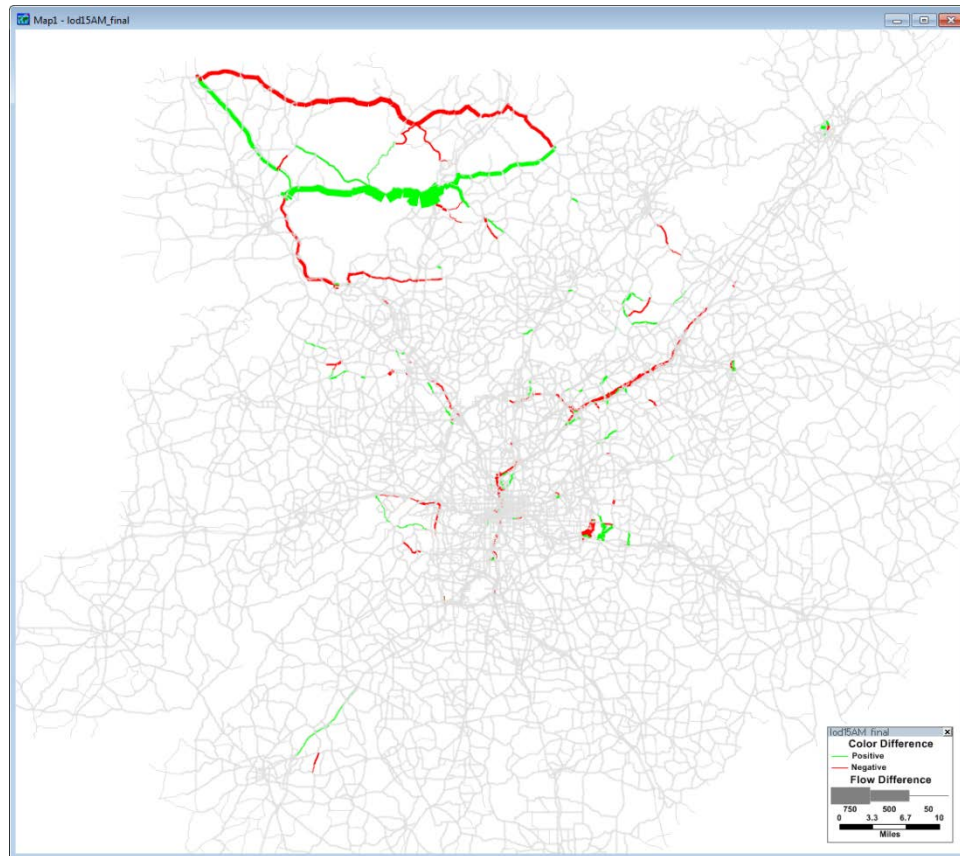 Map1 - lod15AM_final
lod15AM_final
Color Difference
Positive
Negative
Flow Difference
750 500 50
0 3.3 6.7 10
Miles